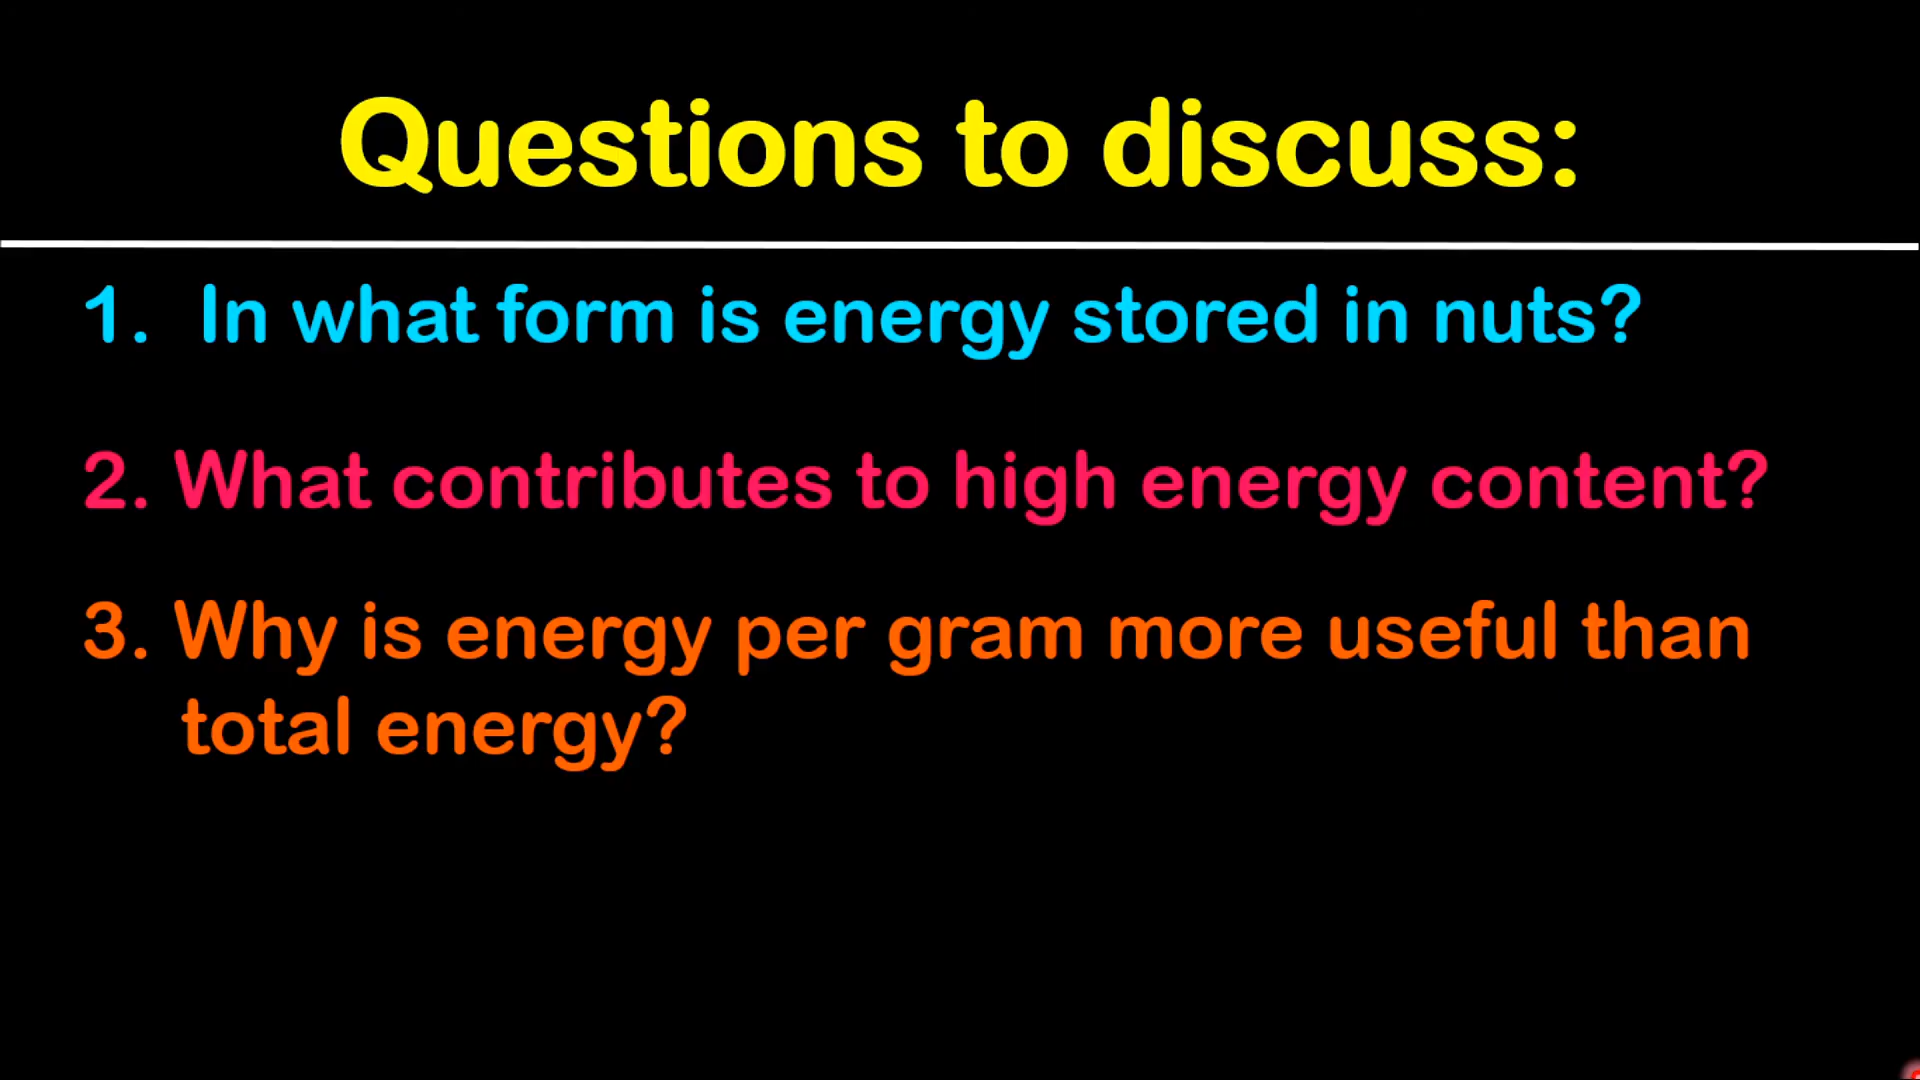 Questions to discuss:
1. In what form is energy stored in nuts?
2. What contributes to high energy content?
3. Why is energy per gram more useful than
total energy?